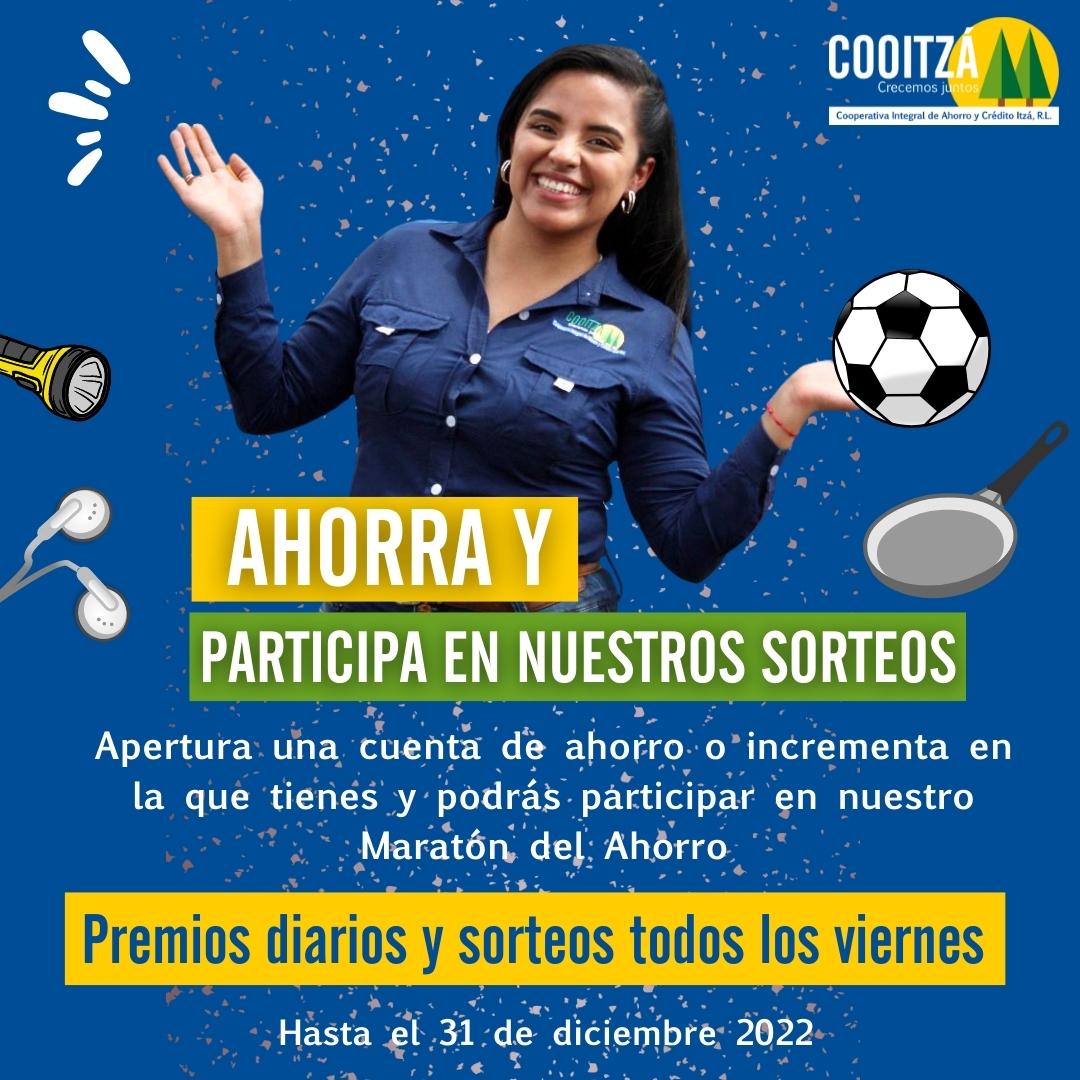 COOITZÁ
Crecemos juntos
Cooperativa Integral de Ahorro y Crédito Itzá, R.L.
COOITZÁ
AHORRA Y
PARTICIPA EN NUESTROS SORTEOS
Apertura una cuenta de ahorro o incrementa en
la que tienes y podrás participar en nuestro
Maratón del Ahorro
Premios diarios y sorteos todos los viernes
Hasta el 31 de diciembre 2022